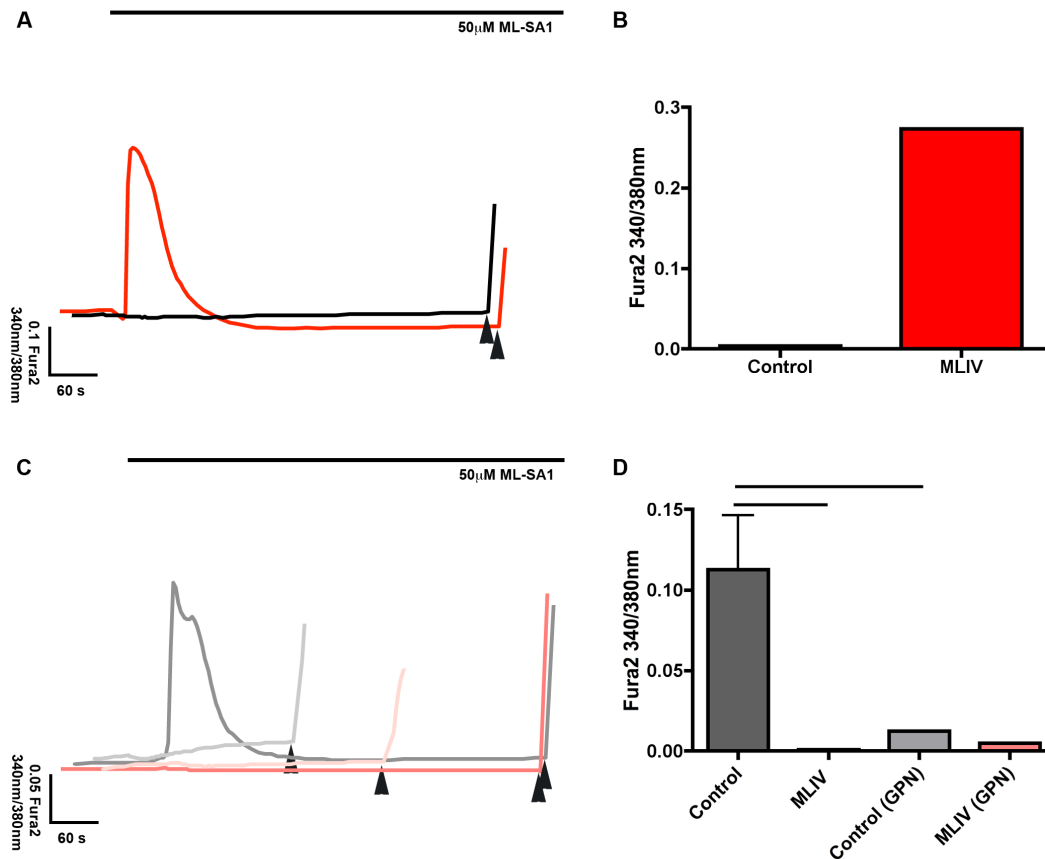 A
50μM ML-SA1
0.1 Fura2
340nm/380nm
60 s
B
Fura2 340/380nm
0.3
0.2
0.1
0.0
Control
MLIV
C
50μM ML-SA1
0.05 Fura2
340nm/380nm
60 s
D
Fura2 340/380nm
0.15
0.10
0.05
0.00
Control
MLIV
Control (GPN)
MLIV (GPN)